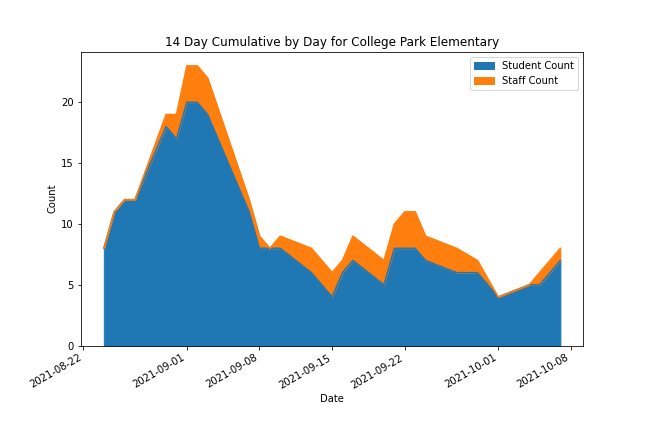 14 Day Cumulative by Day for College Park Elementary
Student Count
Staff Count
Count
20
15
10
5
0
2021-08-22
2021-09-01
2021-09-08
2021-09-15
2021-09-22
2021-10-01
2021-10-08
Date